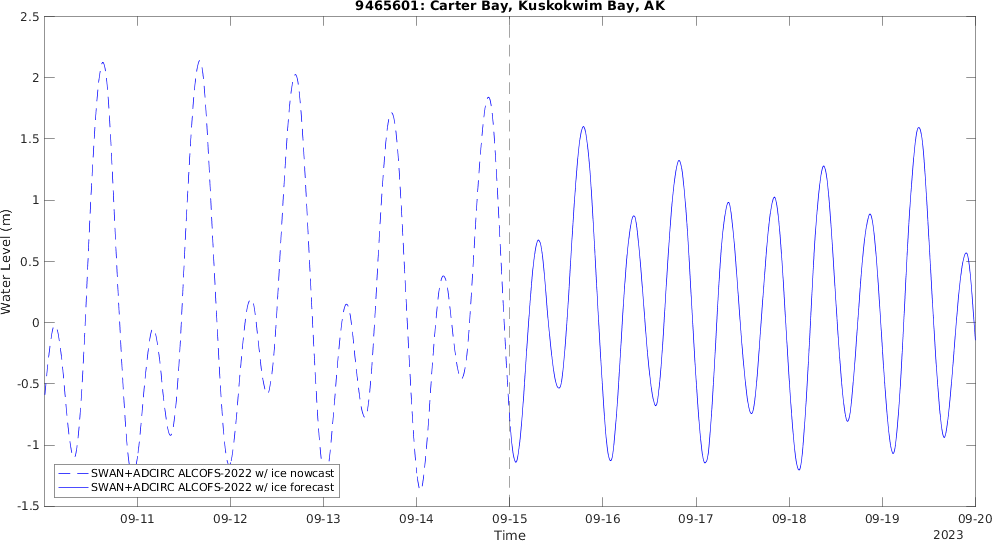 9465601: Carter Bay, Kuskokwim Bay, AK
2.5
2
1.5
1
0.5
0
-0.5
-1
-1.5
Water Level (m)
SWAN+ADCIRC ALCOFS-2022 w/ ice nowcast
SWAN+ADCIRC ALCOFS-2022 w/ ice forecast
09-11 09-12 09-13 09-14 09-15 09-16 09-17 09-18 09-19 09-20
Time
2023